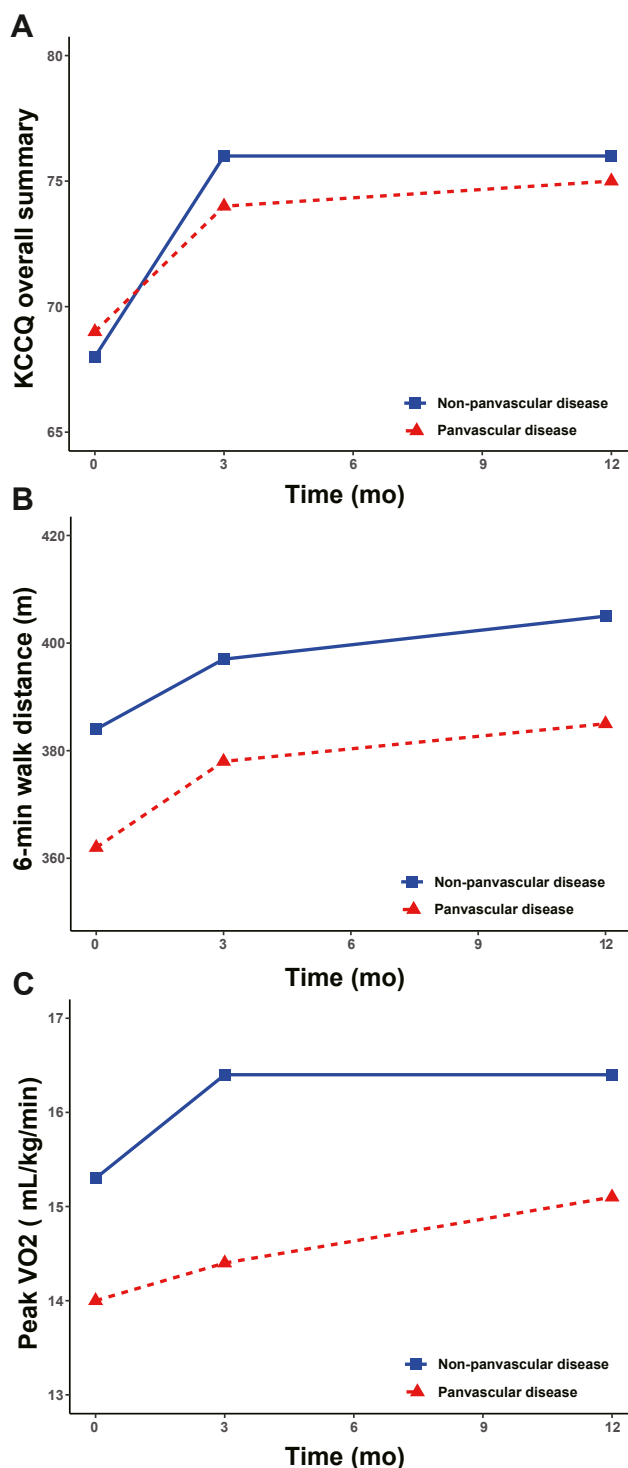 A
KCCQ overall summary
80
75
70
65
Non-panvascular disease
Panvascular disease
0 3 6 9 12
Time (mo)
B
6-min walk distance (m)
420
400
380
360
Non-panvascular disease
Panvascular disease
0 3 6 9 12
Time (mo)
C
Peak VO2 ( mL/kg/min)
17
16
15
14
13
Non-panvascular disease
Panvascular disease
0 3 6 9 12
Time (mo)